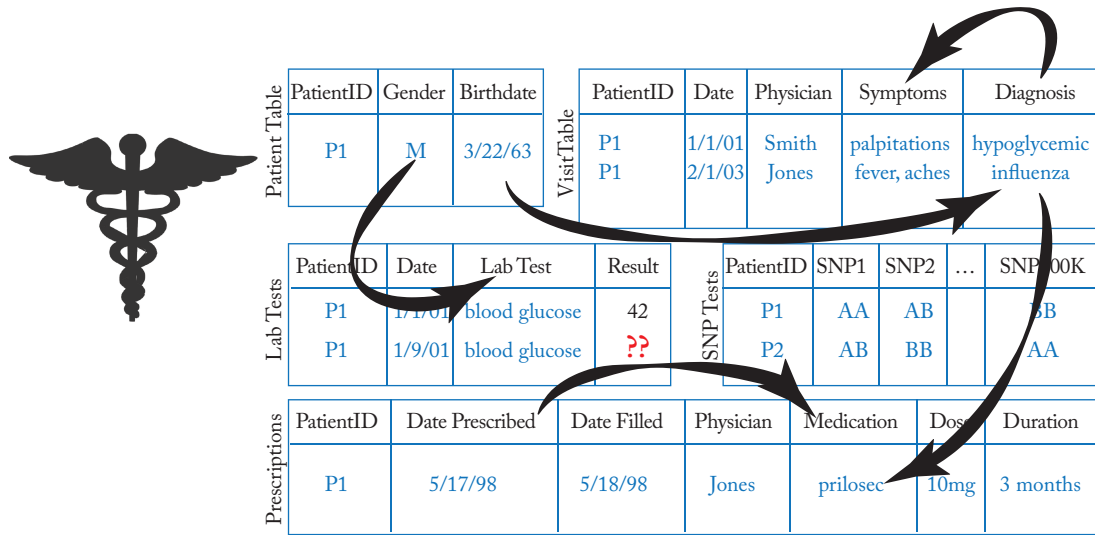 Patient Table
PatientID Gender Birthdate
P1 M 3/22/63
Visit Table
PatientID Date Physician Symptoms Diagnosis
P1 1/1/01 Smith palpitations hypoglycemic
P1 2/1/03 Jones fever, aches influenza
Lab Tests
PatientID Date Lab Test Result
P1 1/1/01 blood glucose 42
P1 1/9/01 blood glucose ??
SNP Tests
PatientID SNP1 SNP2 ...
P1 AA AB BB
P2 AB BB AA
Prescriptions
PatientID Date Prescribed Date Filled Physician Medication Dose Duration
P1 5/17/98 5/18/98 Jones prilosec 10mg 3 months